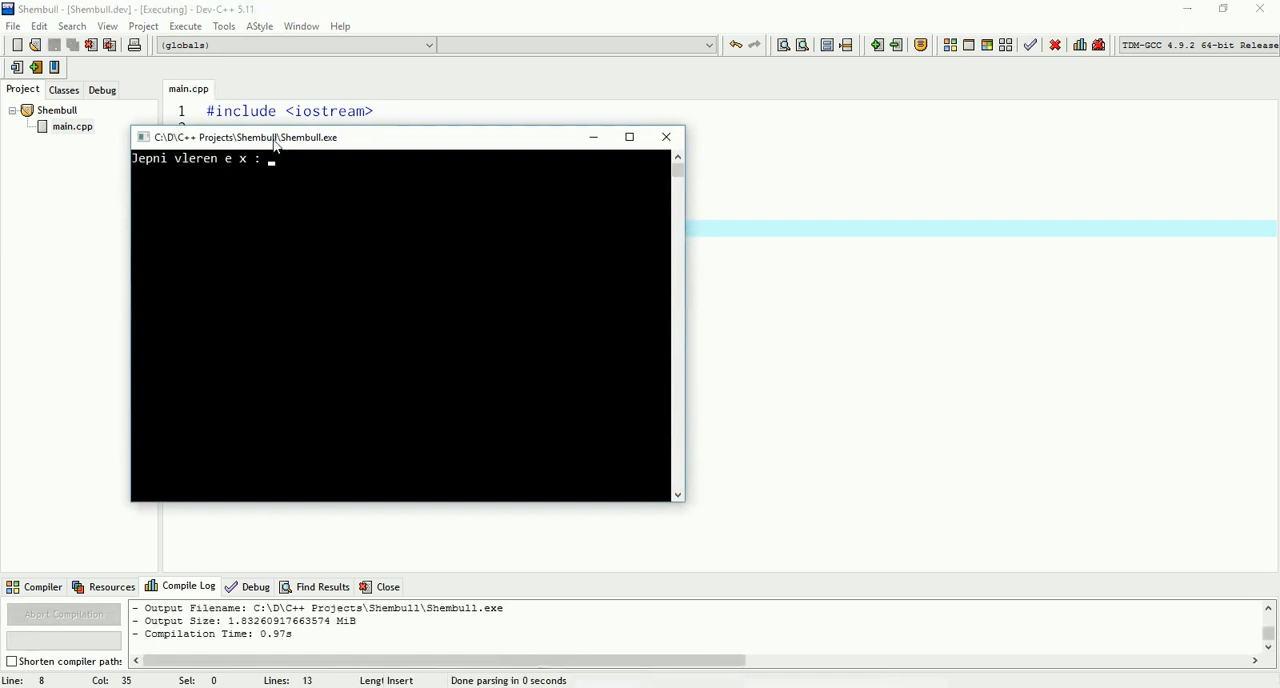 Shembull - [Shembull.dev] - [Executing] - Dev-C++ 5.11
File Edit Search View Project Execute Tools AStyle Window Help
(globals)
TDM-GCC 4.9.2 64-bit Release
Project Classes Debug
main.cpp
Shembull
main.cpp
1 #include <iostream>
C:\D\C++ Projects\Shembull\Shembull.exe
Jepni vleren e x :
Compiler Resources Compile Log Debug Find Results Close
Abort Compilation
Shorten compiler paths
- Output Filename: C:\D\C++ Projects\Shembull\Shembull.exe
- Output Size: 1.83260917663574 MiB
- Compilation Time: 0.97s
Line: 8 Col: 35 Sel: 0 Lines: 13 Lengt Insert Done parsing in 0 seconds